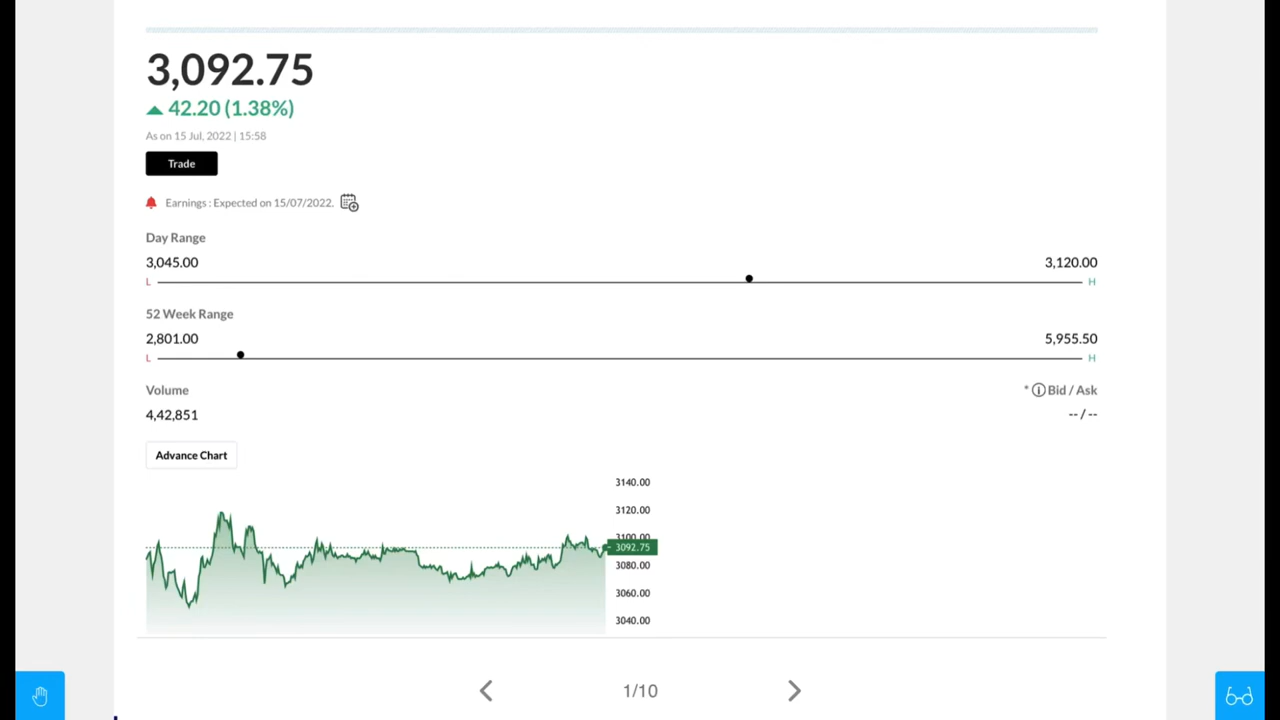 3,092.75
42.20 (1.38%)
As on 15 Jul, 2022 | 15:58
Trade
Earnings : Expected on 15/07/2022.
Day Range
3,045.00 3,120.00
L H
52 Week Range
2,801.00 5,955.50
L H
Volume * Bid / Ask
4,42,851 -- / --
Advance Chart
3140.00
3120.00
3100.00
3092.75
3080.00
3060.00
3040.00
1/10